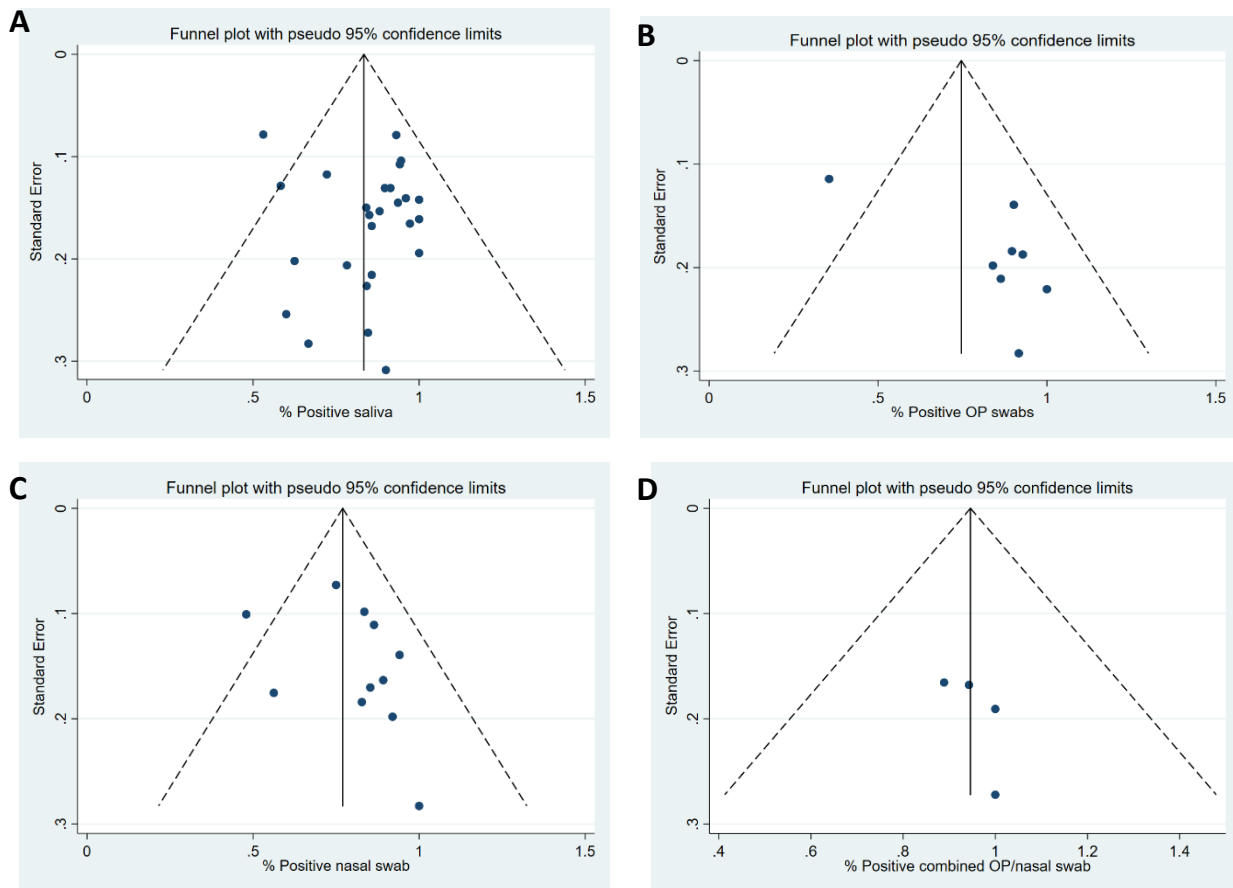 A
Funnel plot with pseudo 95% confidence limits
Standard Error
0
.1
.2
.3
0
.5
1
1.5
% Positive saliva
B
Funnel plot with pseudo 95% confidence limits
Standard Error
0
.1
.2
.3
0
.5
1
1.5
% Positive OP swabs
C
Funnel plot with pseudo 95% confidence limits
Standard Error
0
.1
.2
.3
0
.5
1
1.5
% Positive nasal swab
D
Funnel plot with pseudo 95% confidence limits
Standard Error
0
.1
.2
.3
.4
.6
.8
1
1.2
1.4
% Positive combined OP/nasal swab